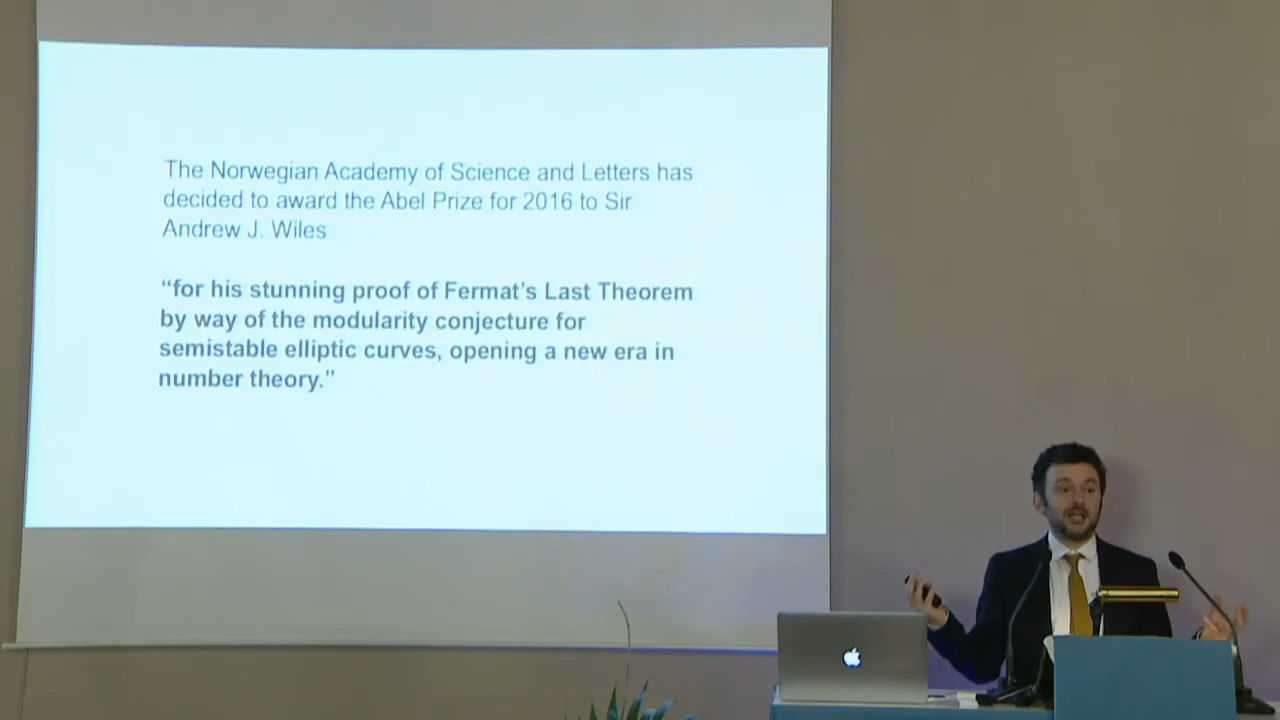 The Norwegian Academy of Science and Letters has
decided to award the Abel Prize for 2016 to Sir
Andrew J. Wiles
“for his stunning proof of Fermat’s Last Theorem
by way of the modularity conjecture for
semistable elliptic curves, opening a new era in
number theory.”